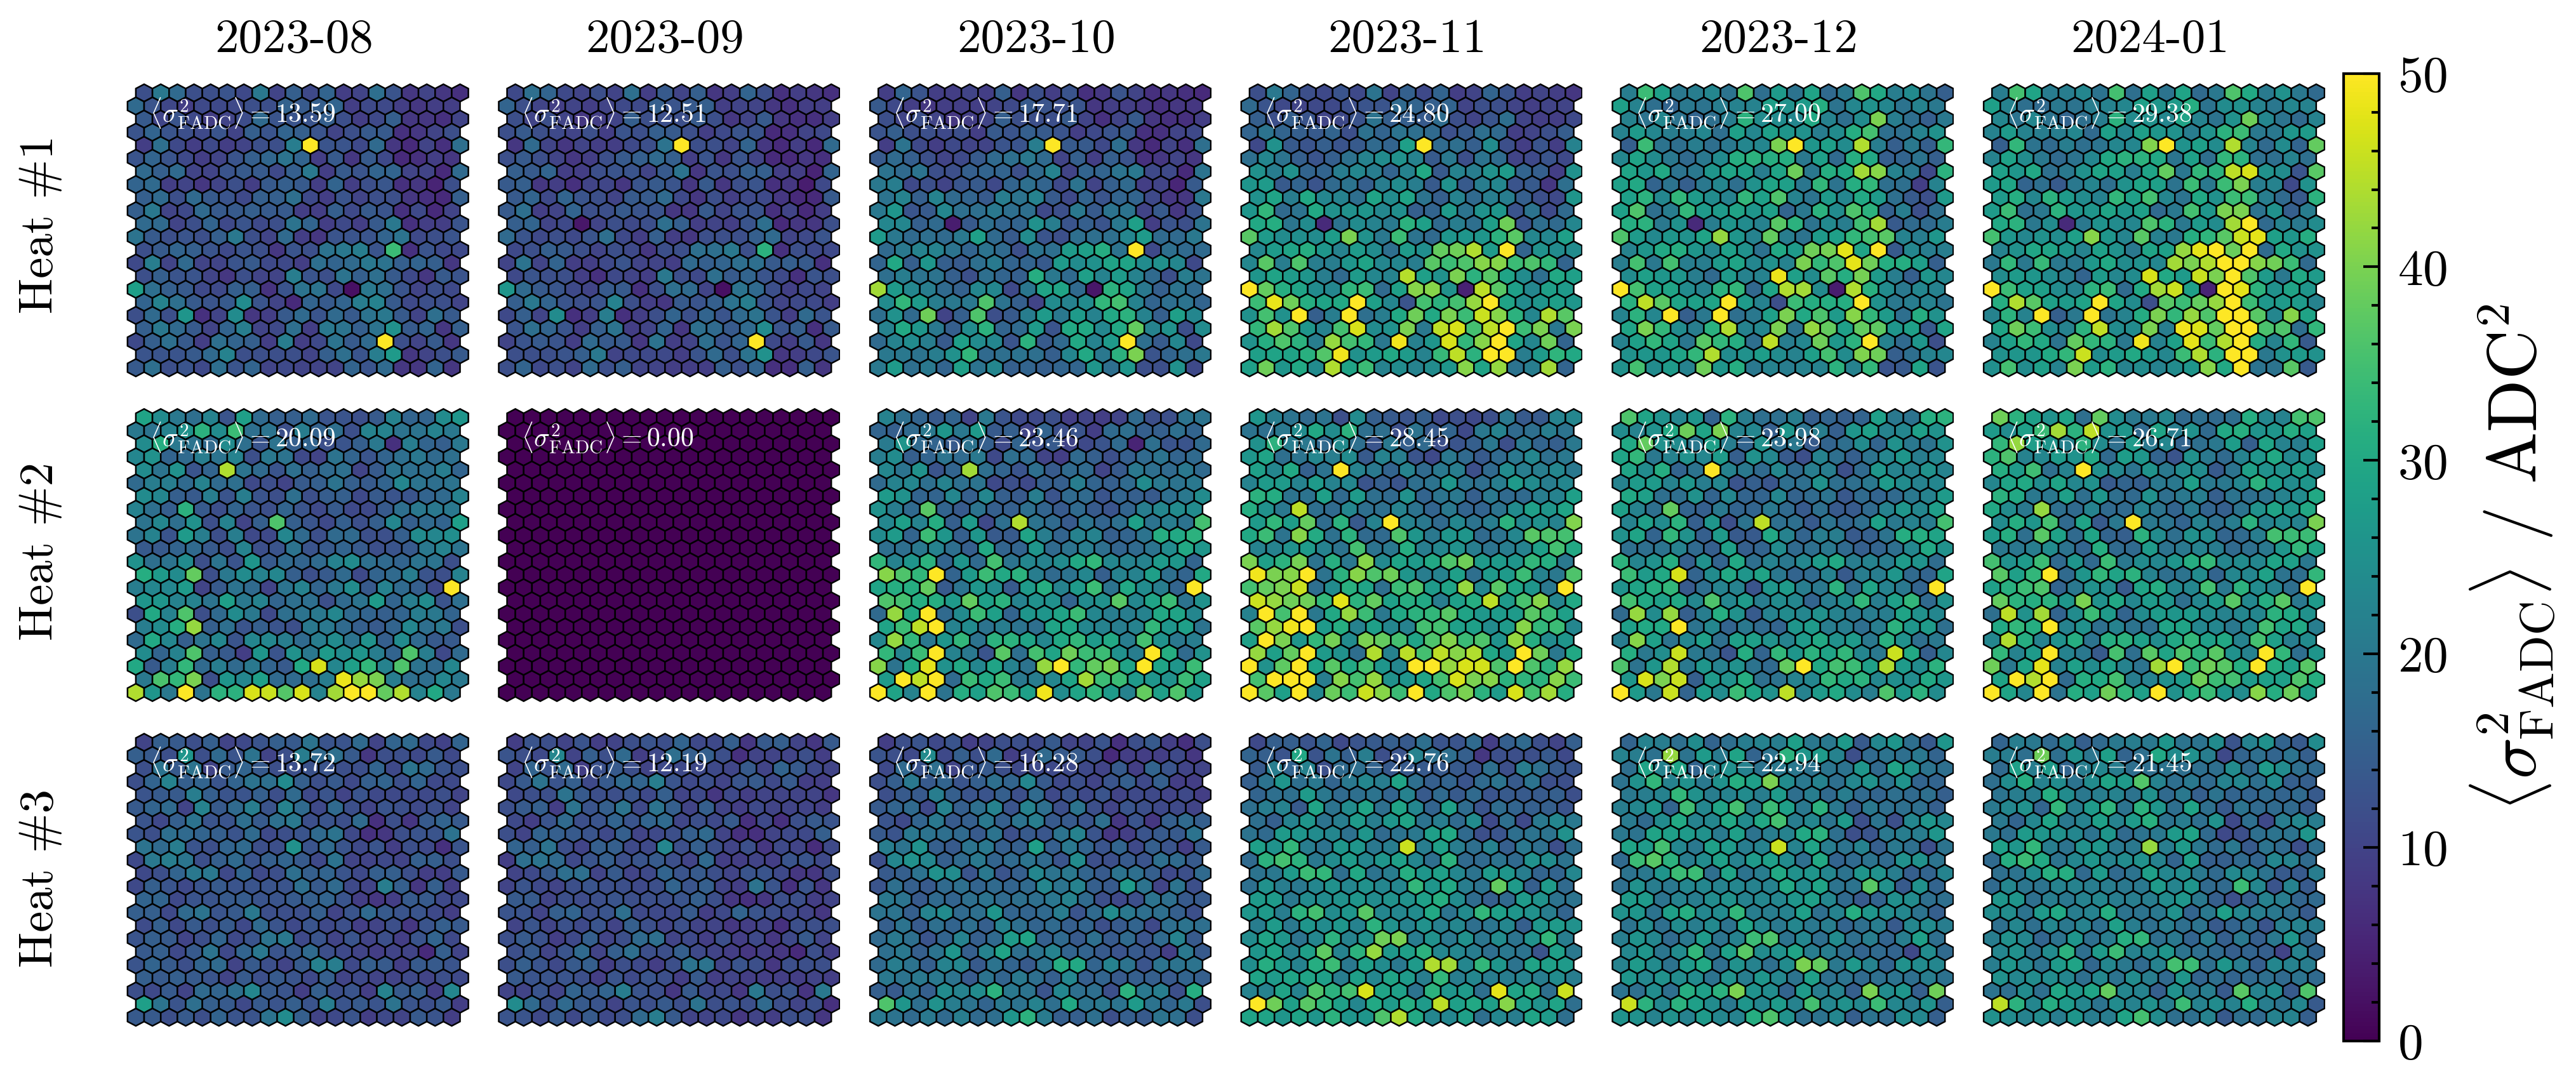 2023-08 2023-09 2023-10 2023-11 2023-12 2024-01
Heat #1
⟨σ²FADC⟩ = 13.59 ⟨σ²FADC⟩ = 12.51 ⟨σ²FADC⟩ = 17.71 ⟨σ²FADC⟩ = 24.80 ⟨σ²FADC⟩ = 27.00 ⟨σ²FADC⟩ = 29.38
Heat #2
⟨σ²FADC⟩ = 20.09 ⟨σ²FADC⟩ = 0.00 ⟨σ²FADC⟩ = 23.46 ⟨σ²FADC⟩ = 28.45 ⟨σ²FADC⟩ = 23.98 ⟨σ²FADC⟩ = 26.71
Heat #3
⟨σ²FADC⟩ = 13.72 ⟨σ²FADC⟩ = 12.19 ⟨σ²FADC⟩ = 16.28 ⟨σ²FADC⟩ = 22.76 ⟨σ²FADC⟩ = 22.94 ⟨σ²FADC⟩ = 21.45
50
40
30
20
10
0
⟨σ²FADC⟩ / ADC²